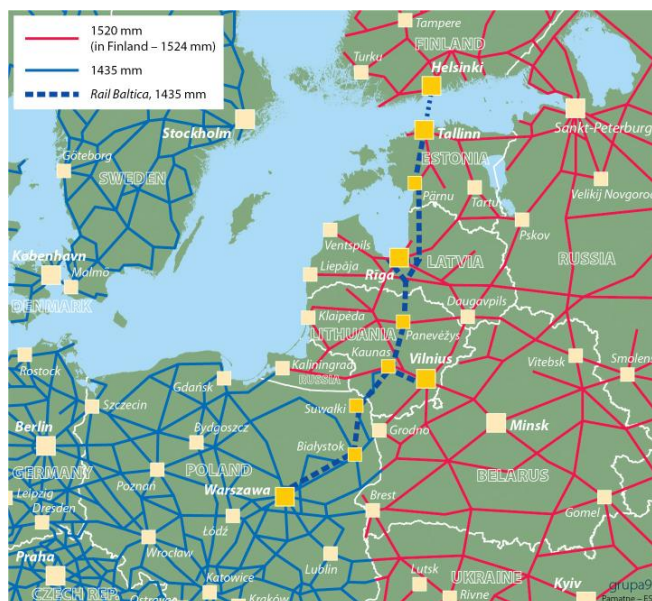 1520 mm
(in Finland – 1524 mm)
1435 mm
Rail Baltica, 1435 mm
Tampere
FINLAND
Turku
Helsinki
Stockholm
Tallinn
Sankt-Peterburg
ESTONIA
Göteborg
SWEDEN
Pärnu
Tartu
Velikij Novgorod
Pskov
Ventspils
RUSSIA
København
Riga
LATVIA
Liepāja
Malmö
DENMARK
Klaipeda
Daugavpils
LITHUANIA
Panevėžys
Kaunas
Rostock
Kaliningrad
RUSSIA
Vilnius
Vitebsk
Smolens
Gdańsk
Szczecin
Suwałki
Berlin
Bydgoszcz
Grodno
Minsk
Białystok
GERMANY
POLAND
BELARUS
Poznań
Leipzig
Warszawa
Dresden
Brest
Gomel
Łódź
Wrocław
Praha
Lublin
Katowice
UKRAINE
Lutsk
grupa9
CZECH REP.
Ostrava
Kraków
Rivne
Kyiv